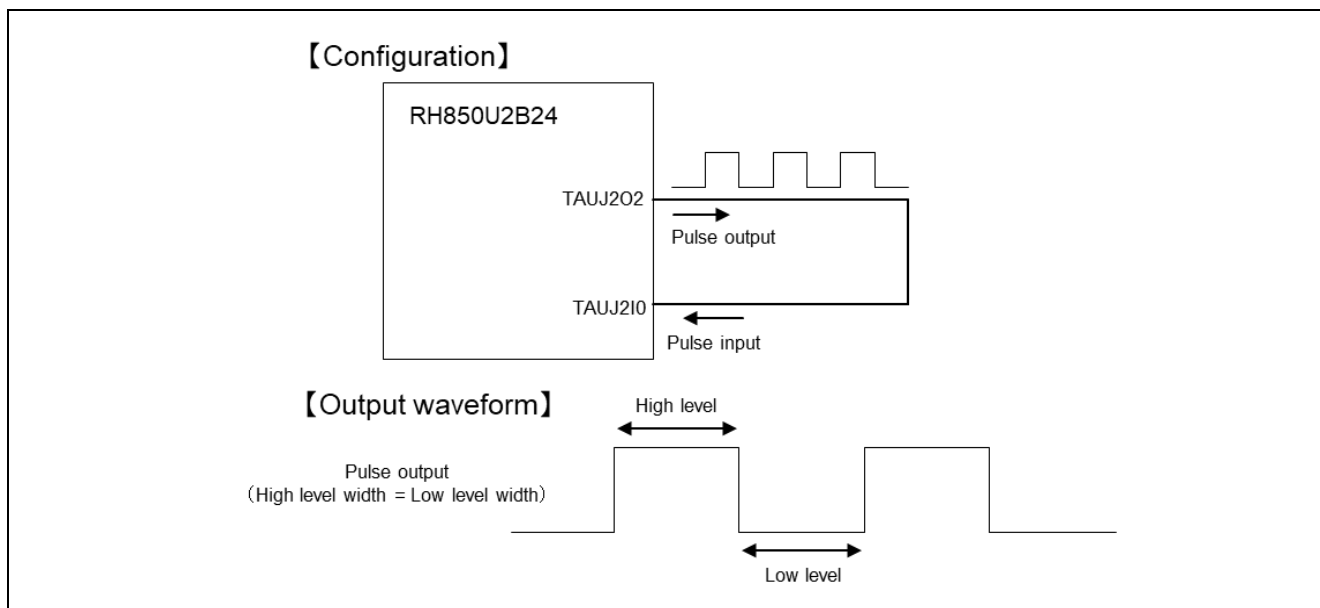 【Configuration】
RH850U2B24
TAUJ2O2
Pulse output
TAUJ2I0
Pulse input
【Output waveform】
High level
Pulse output
（High level width = Low level width）
Low level